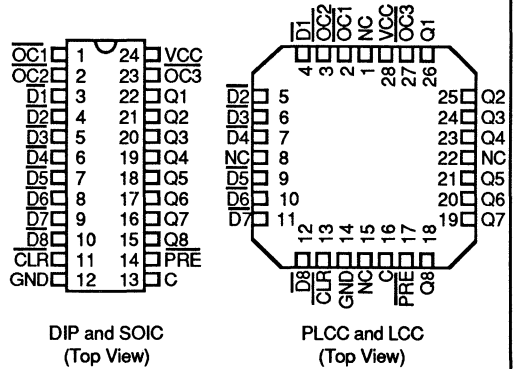 OC1 1 24 VCC
OC2 2 23 OC3
D1 3 22 Q1
D2 4 21 Q2
D3 5 20 Q3
D4 6 19 Q4
D5 7 18 Q5
D6 8 17 Q6
D7 9 16 Q7
D8 10 15 Q8
CLR 11 14 PRE
GND 12 13 C
DIP and SOIC
(Top View)
D1 OC2 OC1 NC VCC OC3 Q1
4 3 2 1 28 27 26
D2 5 25 Q2
D3 6 24 Q3
D4 7 23 Q4
NC 8 22 NC
D5 9 21 Q5
D6 10 20 Q6
D7 11 19 Q7
12 13 14 15 16 17 18
D8 CLR GND NC C PRE Q8
PLCC and LCC
(Top View)